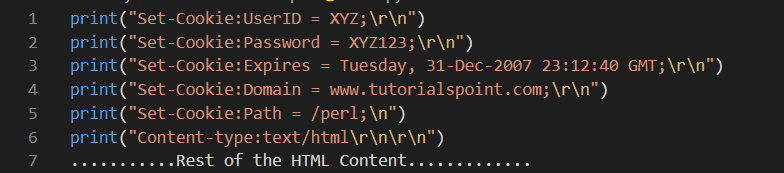 1 print("Set-Cookie:UserID = XYZ;\r\n")
2 print("Set-Cookie:Password = XYZ123;\r\n")
3 print("Set-Cookie:Expires = Tuesday, 31-Dec-2007 23:12:40 GMT;\r\n")
4 print("Set-Cookie:Domain = www.tutorialspoint.com;\r\n")
5 print("Set-Cookie:Path = /perl;\n")
6 print("Content-type:text/html\r\n\r\n")
7 ...........Rest of the HTML Content.............